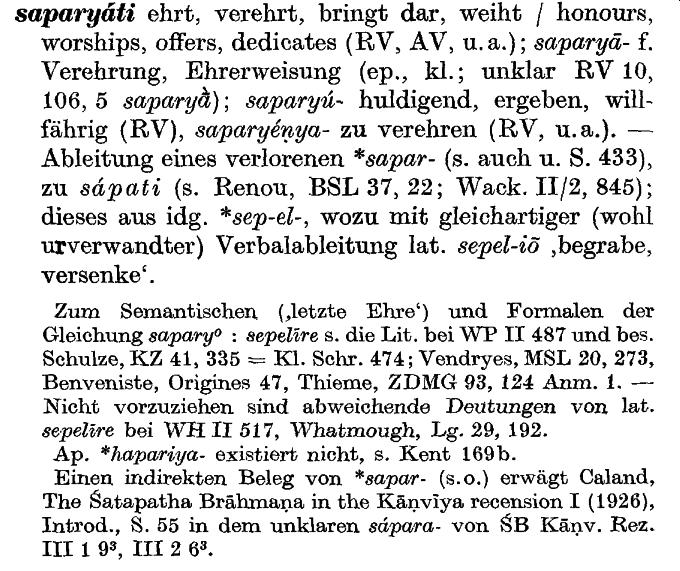 saparyáti ehrt, verehrt, bringt dar, weiht / honours,
worships, offers, dedicates (RV, AV, u.a.); saparyā- f.
Verehrung, Ehrerweisung (ep., kl.; unklar RV 10,
106, 5 saparyā̀); saparyú- huldigend, ergeben, will-
fährig (RV), saparyéṇya- zu verehren (RV, u.a.). —
Ableitung eines verlorenen *sapar- (s. auch u. S. 433),
zu sápati (s. Renou, BSL 37, 22; Wack. II/2, 845);
dieses aus idg. *sep-el-, wozu mit gleichartiger (wohl
urverwandter) Verbalableitung lat. sepel-iō ‚begrabe,
versenke‘.
Zum Semantischen (‚letzte Ehre‘) und Formalen der
Gleichung saparyº : sepelīre s. die Lit. bei WP II 487 und bes.
Schulze, KZ 41, 335 = Kl. Schr. 474; Vendryes, MSL 20, 273,
Benveniste, Origines 47, Thieme, ZDMG 93, 124 Anm. 1. —
Nicht vorzuziehen sind abweichende Deutungen von lat.
sepelīre bei WH II 517, Whatmough, Lg. 29, 192.
Ap. *hapariya- existiert nicht, s. Kent 169b.
Einen indirekten Beleg von *sapar- (s.o.) erwägt Caland,
The Śatapatha Brāhmaṇa in the Kāṇvīya recension I (1926),
Introd., S. 55 in dem unklaren sápara- von ŚB Kāṇv. Rez.
III 1 9³, III 2 6³.